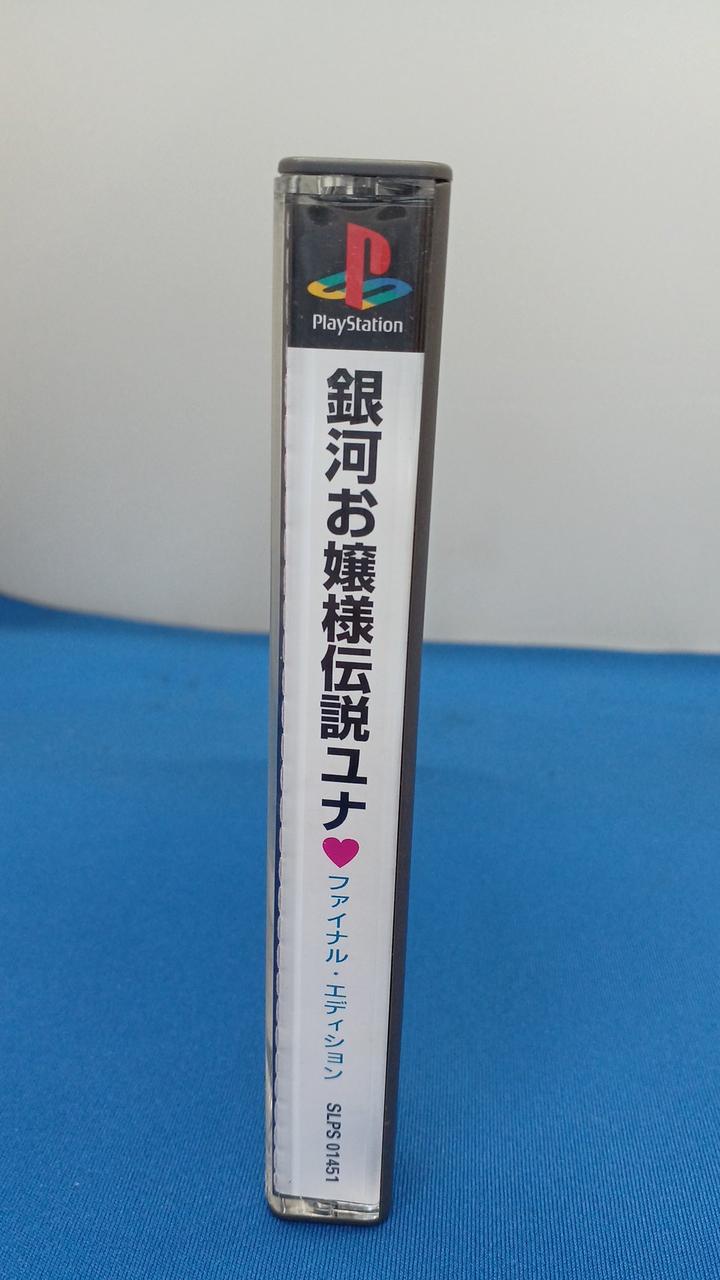 PlayStation
銀河お嬢様伝説ユナ♥
ファイナル・エディション
SLPS 01451